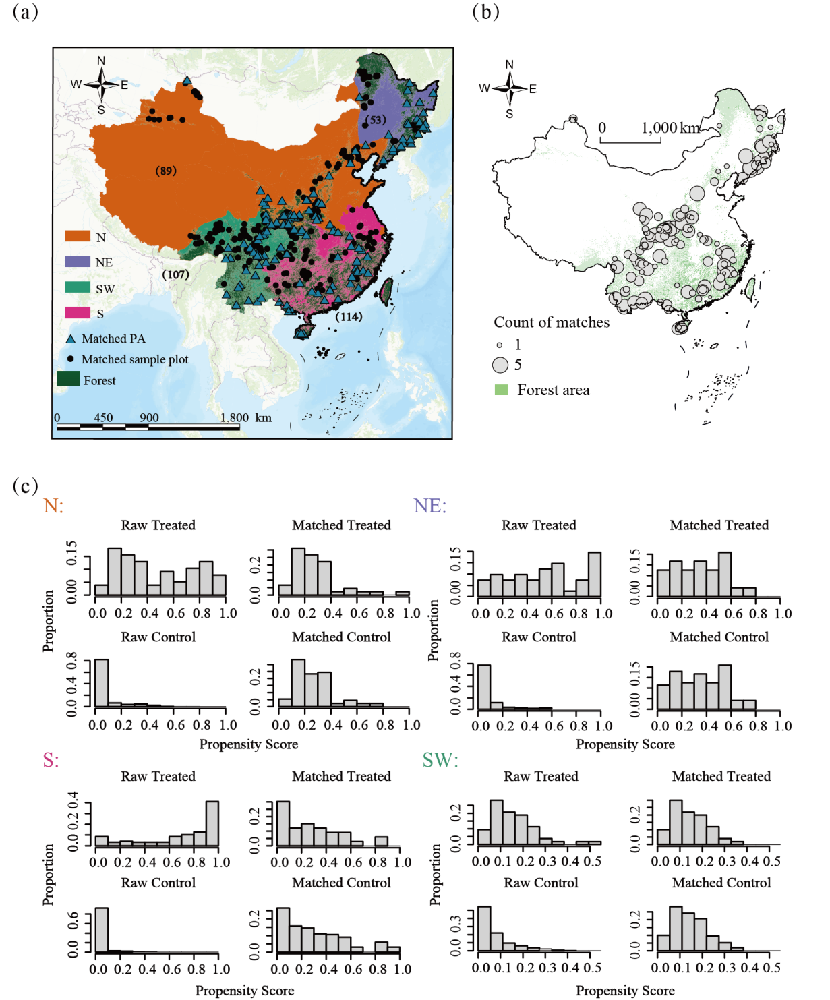 (a)
N
W E
S
(53)
(89)
N
NE
(107)
SW
S
(114)
Matched PA
Matched sample plot
Forest
0 450 900 1,800 km
(b)
N
W E
S
0 1,000 km
Count of matches
1
5
Forest area
(c)
N:
Raw Treated
0.00 0.15
0.0 0.2 0.4 0.6 0.8 1.0
Matched Treated
0.0 0.2
0.0 0.2 0.4 0.6 0.8 1.0
Proportion
Raw Control
0.0 0.4 0.8
0.0 0.2 0.4 0.6 0.8 1.0
Matched Control
0.0 0.2
0.0 0.2 0.4 0.6 0.8 1.0
Propensity Score
NE:
Raw Treated
0.00 0.15
0.0 0.2 0.4 0.6 0.8 1.0
Matched Treated
0.00 0.15
0.0 0.2 0.4 0.6 0.8 1.0
Proportion
Raw Control
0.0 0.4 0.8
0.0 0.2 0.4 0.6 0.8 1.0
Matched Control
0.00 0.15
0.0 0.2 0.4 0.6 0.8 1.0
Propensity Score
S:
Raw Treated
0.0 0.2 0.4
0.0 0.2 0.4 0.6 0.8 1.0
Matched Treated
0.0 0.2
0.0 0.2 0.4 0.6 0.8 1.0
Proportion
Raw Control
0.0 0.6
0.0 0.2 0.4 0.6 0.8 1.0
Matched Control
0.0 0.2
0.0 0.2 0.4 0.6 0.8 1.0
Propensity Score
SW:
Raw Treated
0.0 0.2
0.0 0.1 0.2 0.3 0.4 0.5
Matched Treated
0.0 0.2
0.0 0.1 0.2 0.3 0.4 0.5
Proportion
Raw Control
0.0 0.3
0.0 0.1 0.2 0.3 0.4 0.5
Matched Control
0.0 0.2
0.0 0.1 0.2 0.3 0.4 0.5
Propensity Score